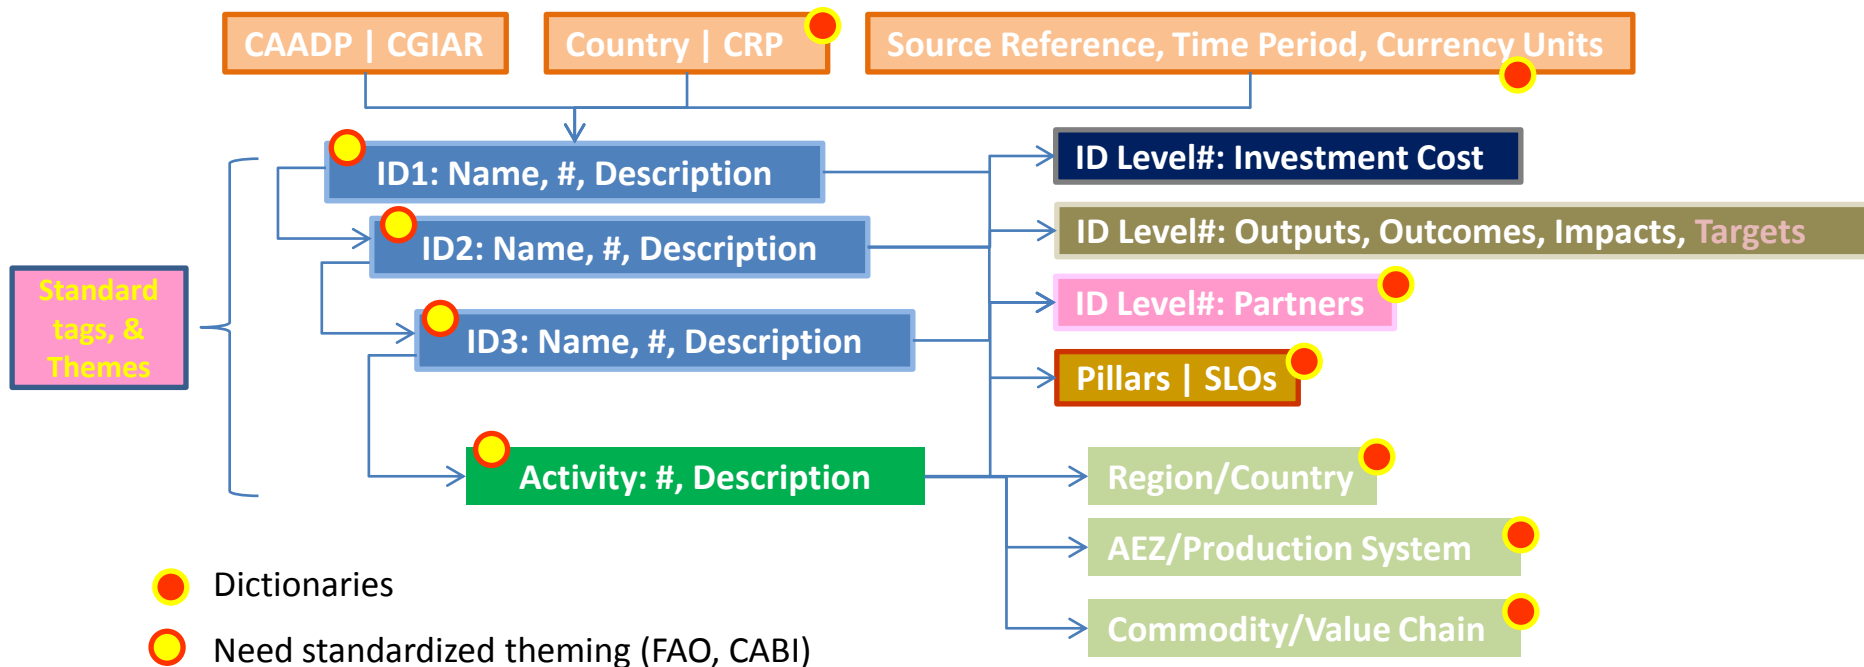 CAADP | CGIAR
Country | CRP
Source Reference, Time Period, Currency Units
ID1: Name, #, Description
ID2: Name, #, Description
ID3: Name, #, Description
Activity: #, Description
Standard
tags, &
Themes
ID Level#: Investment Cost
ID Level#: Outputs, Outcomes, Impacts, Targets
ID Level#: Partners
Pillars | SLOs
Region/Country
AEZ/Production System
Commodity/Value Chain
Dictionaries
Need standardized theming (FAO, CABI)